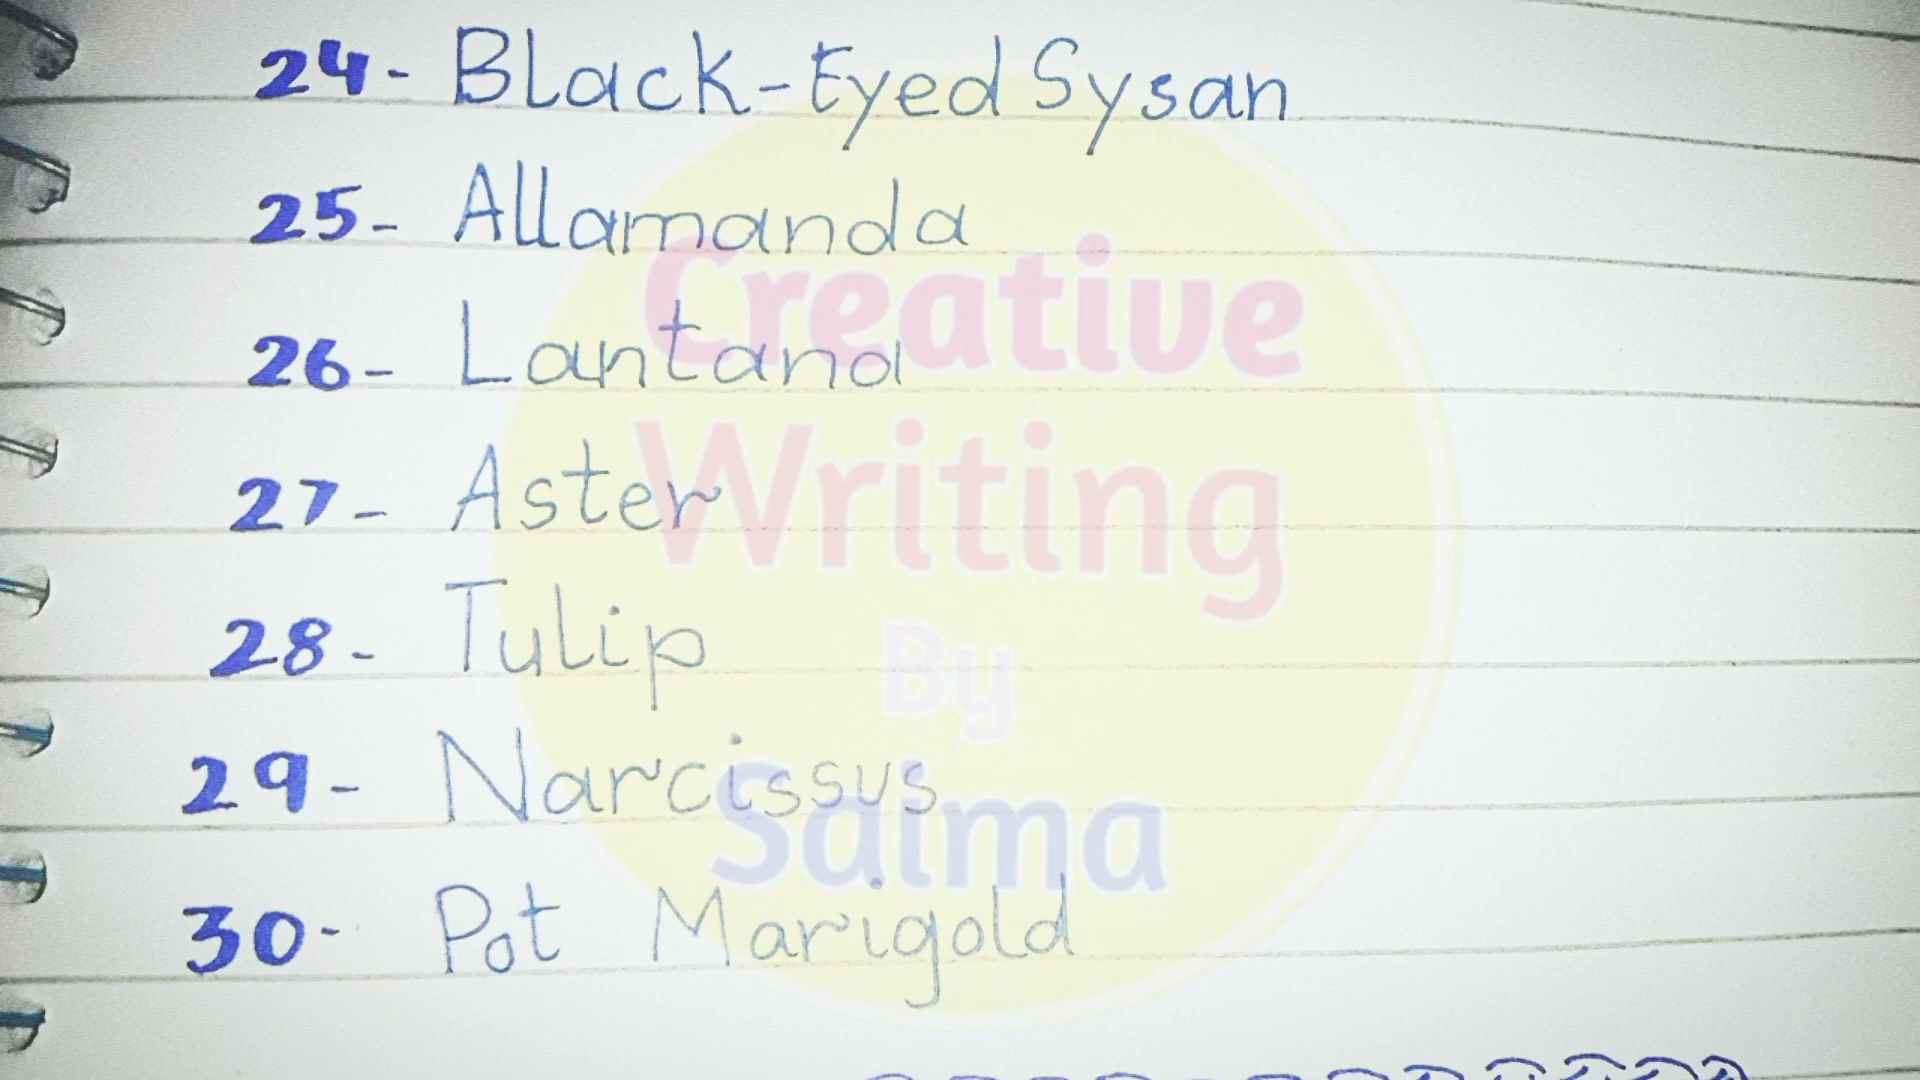 24- Black-Eyed Sysan
25- Allamanda
26- Lantana
27- Aster
28- Tulip
29- Narcissus
30- Pot Marigold
Creative
Writing
By
Saima